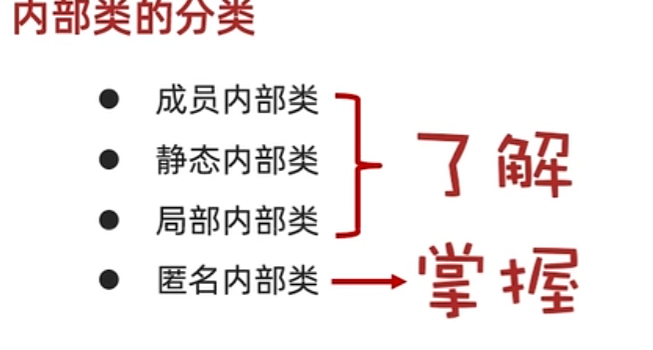 内部类的分类
● 成员内部类
● 静态内部类
● 局部内部类
了解
● 匿名内部类
掌握